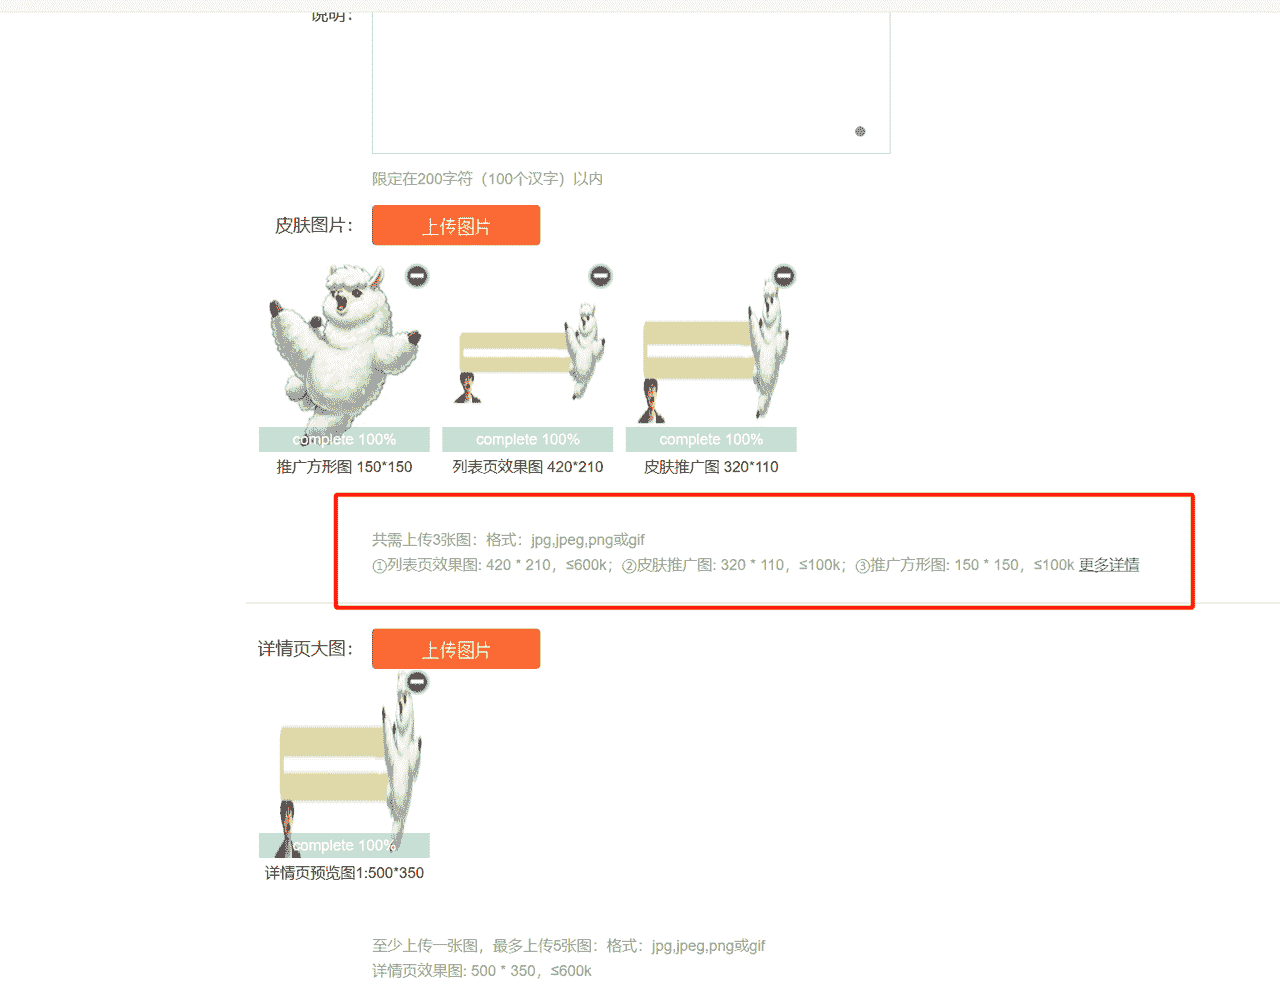 说明：
限定在200字符（100个汉字）以内
皮肤图片：
上传图片
complete 100%
complete 100%
complete 100%
推广方形图 150*150
列表页效果图 420*210
皮肤推广图 320*110
共需上传3张图：格式：jpg,jpeg,png或gif
①列表页效果图: 420 * 210，≤600k；②皮肤推广图: 320 * 110，≤100k；③推广方形图: 150 * 150，≤100k 更多详情
详情页大图：
上传图片
complete 100%
详情页预览图1:500*350
至少上传一张图，最多上传5张图：格式：jpg,jpeg,png或gif
详情页效果图: 500 * 350，≤600k